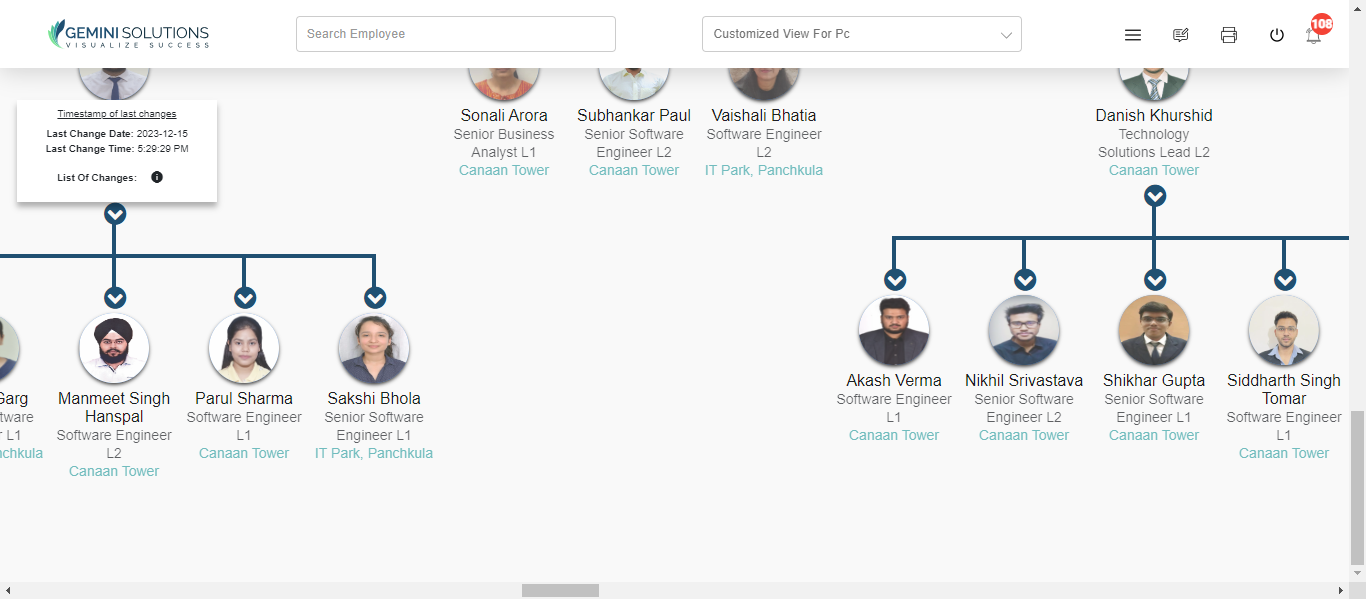 GEMINI SOLUTIONS
VISUALIZE SUCCESS
Search Employee
Customized View For Pc
108
Timestamp of last changes
Last Change Date: 2023-12-15
Last Change Time: 5:29:29 PM
List Of Changes:
Sonali Arora
Senior Business
Analyst L1
Canaan Tower
Subhankar Paul
Senior Software
Engineer L2
Canaan Tower
Vaishali Bhatia
Software Engineer
L2
IT Park, Panchkula
Danish Khurshid
Technology
Solutions Lead L2
Canaan Tower
Garg
tware
L1
nchkula
Manmeet Singh
Hanspal
Software Engineer
L2
Canaan Tower
Parul Sharma
Software Engineer
L1
Canaan Tower
Sakshi Bhola
Senior Software
Engineer L1
IT Park, Panchkula
Akash Verma
Software Engineer
L1
Canaan Tower
Nikhil Srivastava
Senior Software
Engineer L2
Canaan Tower
Shikhar Gupta
Senior Software
Engineer L1
Canaan Tower
Siddharth Singh
Tomar
Software Engineer
L1
Canaan Tower